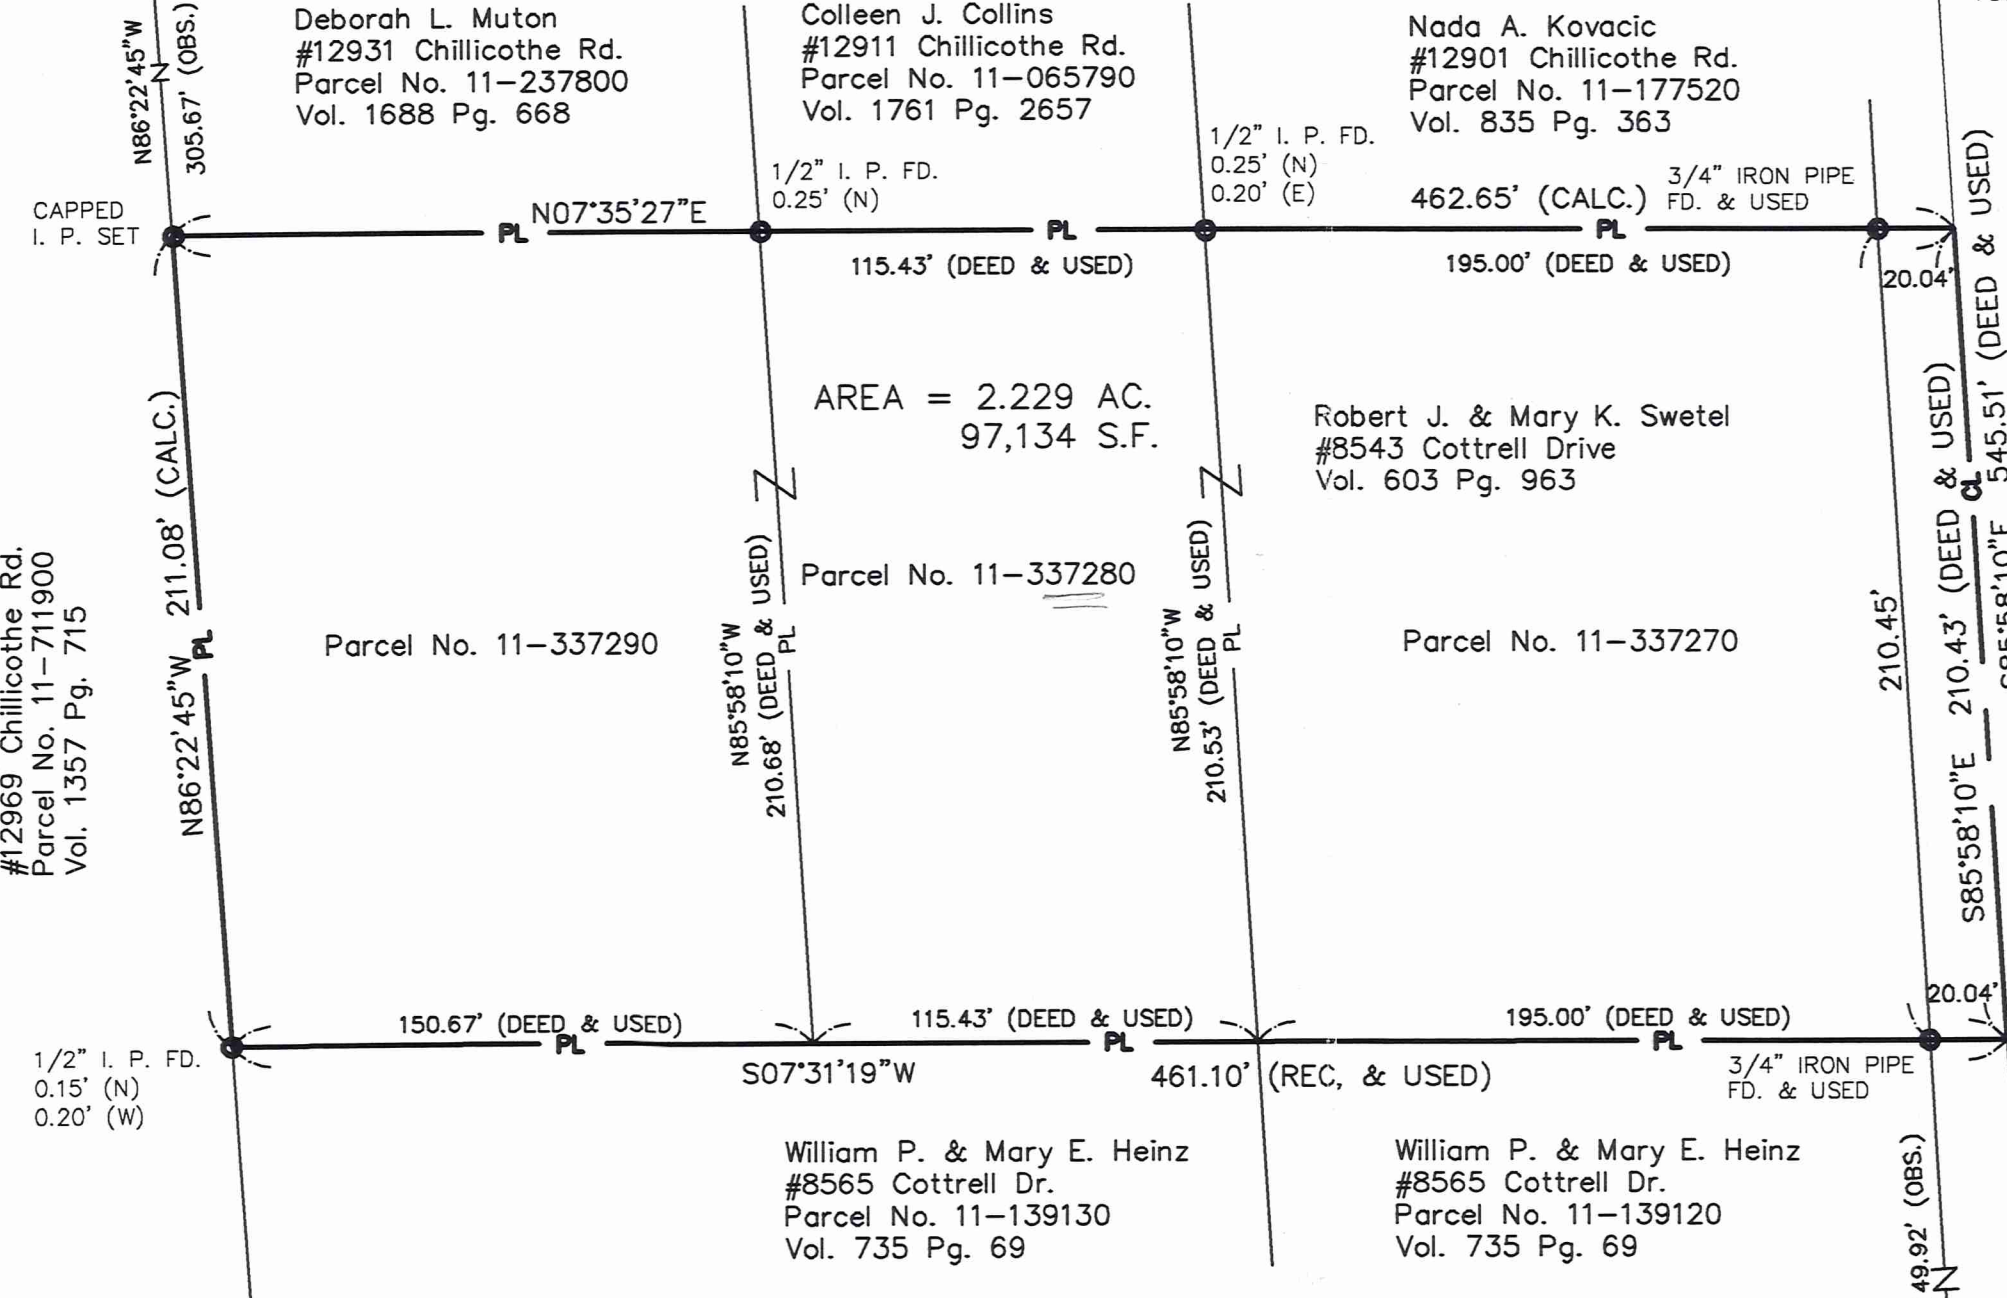 Deborah L. Muton
#12931 Chillicothe Rd.
Parcel No. 11-237800
Vol. 1688 Pg. 668
Colleen J. Collins
#12911 Chillicothe Rd.
Parcel No. 11-065790
Vol. 1761 Pg. 2657
Nada A. Kovacic
#12901 Chillicothe Rd.
Parcel No. 11-177520
Vol. 835 Pg. 363
N86°22'45"W
305.67' (OBS.)
1/2" I. P. FD.
0.25' (N)
1/2" I. P. FD.
0.25' (N)
0.20' (E)
3/4" IRON PIPE
FD. & USED
CAPPED
I. P. SET
PL
N07°35'27"E
PL
462.65' (CALC.)
PL
115.43' (DEED & USED)
195.00' (DEED & USED)
20.04'
AREA = 2.229 AC.
97,134 S.F.
Robert J. & Mary K. Swetel
#8543 Cottrell Drive
Vol. 603 Pg. 963
#12969 Chillicothe Rd.
Parcel No. 11-711900
Vol. 1357 Pg. 715
N86°22'45"W PL 211.08' (CALC.)
Parcel No. 11-337290
N85°58'10"W
210.68' (DEED & USED)
PL
Parcel No. 11-337280
N85°58'10"W
210.53' (DEED & USED)
PL
Parcel No. 11-337270
210.45'
S85°58'10"E 210.43' (DEED & USED)
CL
S85°58'10"E 545.51' (DEED & USED)
150.67' (DEED & USED)
PL
115.43' (DEED & USED)
PL
195.00' (DEED & USED)
PL
20.04'
1/2" I. P. FD.
0.15' (N)
0.20' (W)
S07°31'19"W
461.10' (REC, & USED)
3/4" IRON PIPE
FD. & USED
William P. & Mary E. Heinz
#8565 Cottrell Dr.
Parcel No. 11-139130
Vol. 735 Pg. 69
William P. & Mary E. Heinz
#8565 Cottrell Dr.
Parcel No. 11-139120
Vol. 735 Pg. 69
49.92' (OBS.)